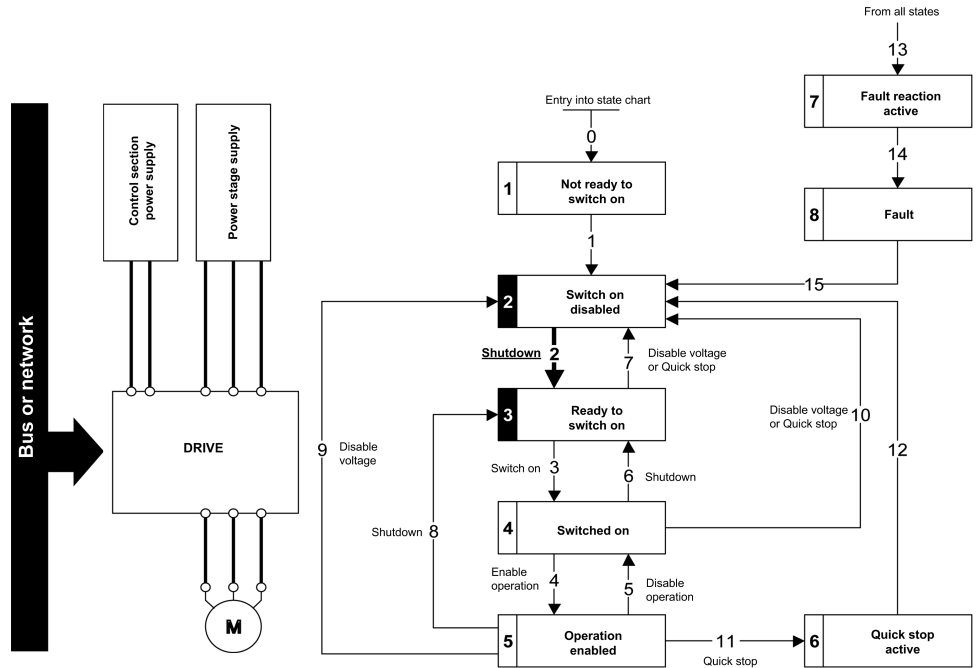 Bus or network
Control section
power supply
Power stage supply
DRIVE
M
From all states
13
7
Fault reaction
active
14
8
Fault
15
Entry into state chart
0
1
Not ready to
switch on
1
2
Switch on
disabled
Shutdown 2
7
Disable voltage
or Quick stop
3
Ready to
switch on
Switch on 3
6 Shutdown
4
Switched on
Enable
operation
4
5
Disable
operation
5
Operation
enabled
9
Disable
voltage
Shutdown 8
Disable voltage
or Quick stop
10
12
11
Quick stop
6
Quick stop
active